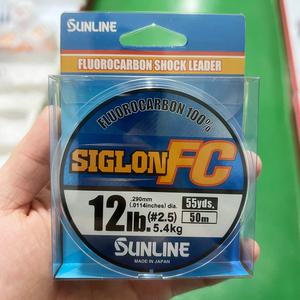 SUNLINE
FLUOROCARBON SHOCK LEADER
FLUOROCARBON 100%
SIGLON FC
.290mm
(.0114inches) dia.
55yds.
50m
12lb. (#2.5)
5.4kg
SUNLINE
MADE IN JAPAN